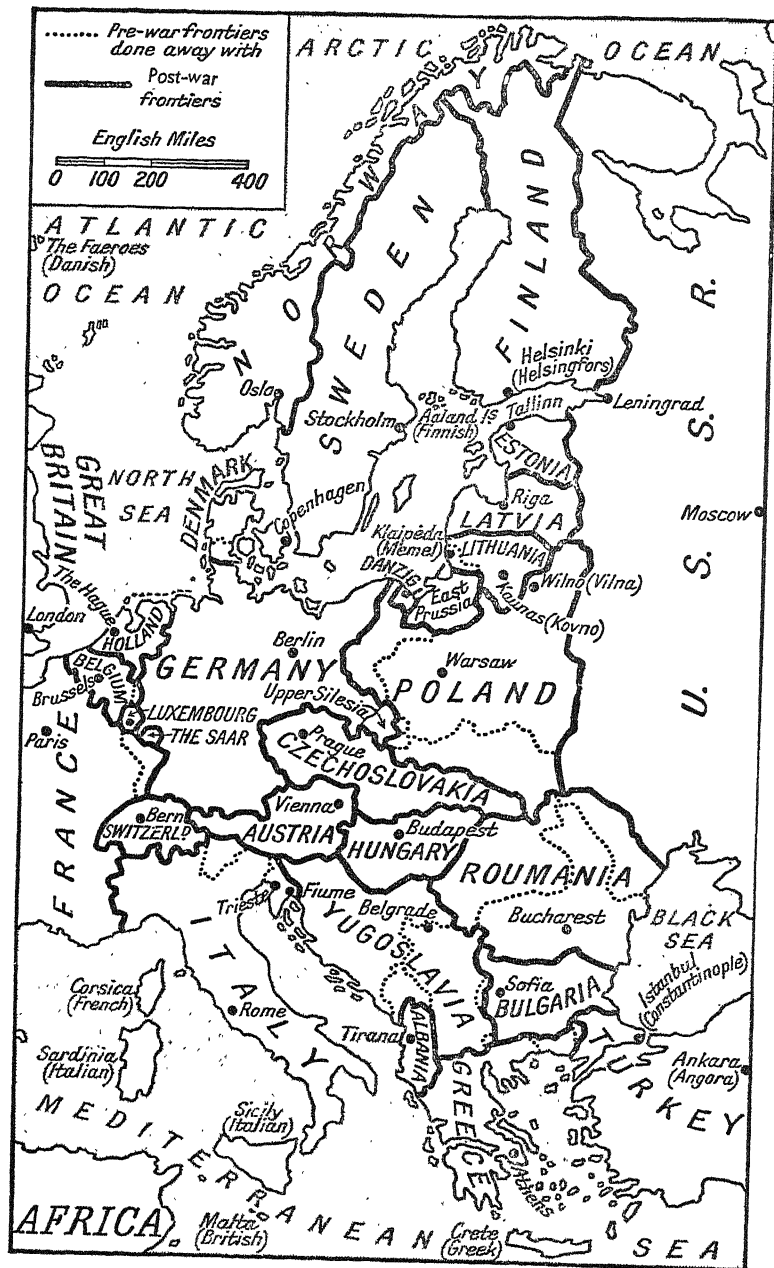 Pre-war frontiers
done away with
Post-war
frontiers
English Miles
0 100 200 400
ARCTIC OCEAN
ATLANTIC
OCEAN
The Faeroes
(Danish)
NORWAY
SWEDEN
FINLAND
U. S. S. R.
Helsinki
(Helsingfors)
Oslo
Stockholm
Aaland Is
(Finnish)
Tallinn
Leningrad
ESTONIA
GREAT
BRITAIN
NORTH
SEA
DENMARK
Copenhagen
Riga
LATVIA
Moscow
Klaipėda
(Memel)
LITHUANIA
DANZIG
East
Prussia
Wilno (Vilna)
Kaunas (Kovno)
The Hague
London
HOLLAND
Berlin
GERMANY
Warsaw
POLAND
BELGIUM
Brussels
Upper Silesia
LUXEMBOURG
THE SAAR
Paris
Prague
CZECHOSLOVAKIA
FRANCE
Bern
SWITZERLD
Vienna
AUSTRIA
Budapest
HUNGARY
ROUMANIA
Trieste
Fiume
Belgrade
Bucharest
YUGOSLAVIA
BLACK
SEA
ITALY
Corsica
(French)
Rome
Sofia
BULGARIA
Istanbul
(Constantinople)
Sardinia
(Italian)
Tirana
ALBANIA
TURKEY
Ankara
(Angora)
GREECE
Sicily
(Italian)
Athens
MEDITERRANEAN SEA
AFRICA
Malta
(British)
Crete
(Greek)